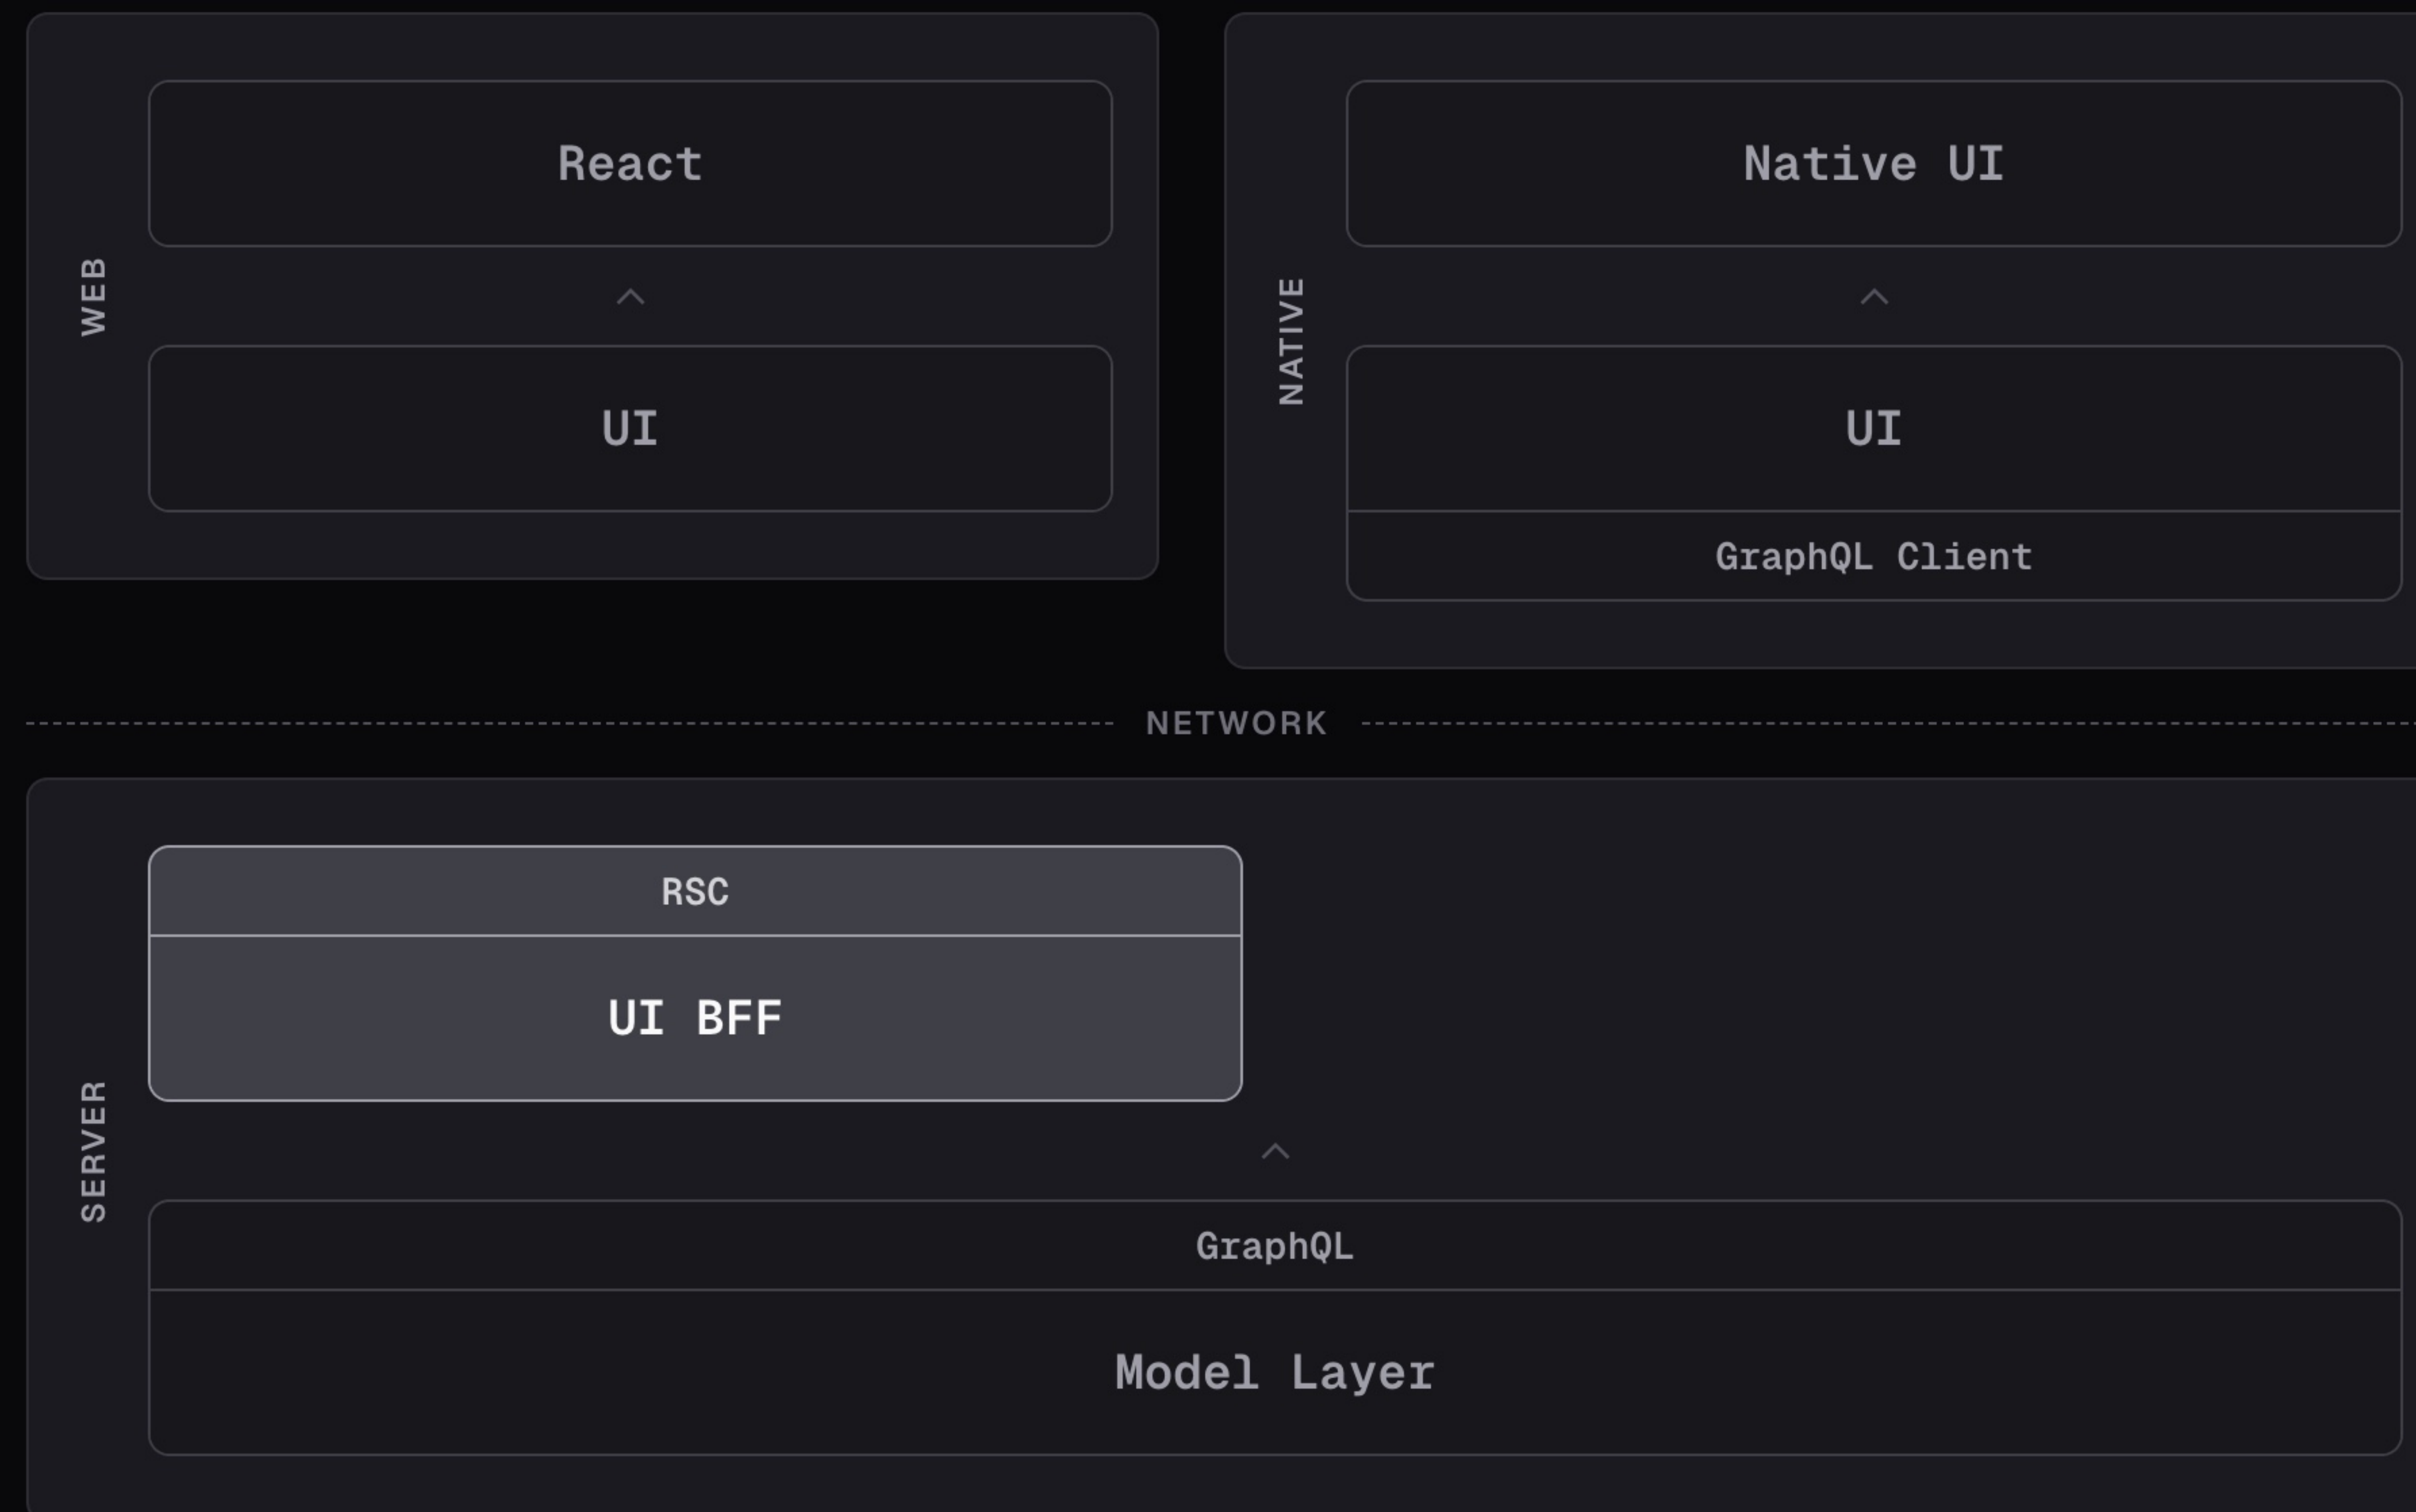 WEB
React
UI
NATIVE
Native UI
UI
GraphQL Client
NETWORK
SERVER
RSC
UI BFF
GraphQL
Model Layer